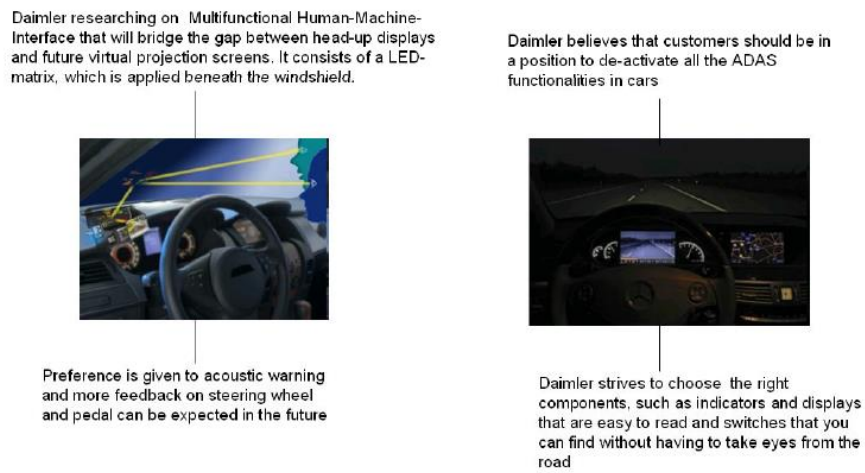 Daimler researching on Multifunctional Human-Machine-
Interface that will bridge the gap between head-up displays
and future virtual projection screens. It consists of a LED-
matrix, which is applied beneath the windshield.
Preference is given to acoustic warning
and more feedback on steering wheel
and pedal can be expected in the future
Daimler believes that customers should be in
a position to de-activate all the ADAS
functionalities in cars
Daimler strives to choose the right
components, such as indicators and displays
that are easy to read and switches that you
can find without having to take eyes from the
road